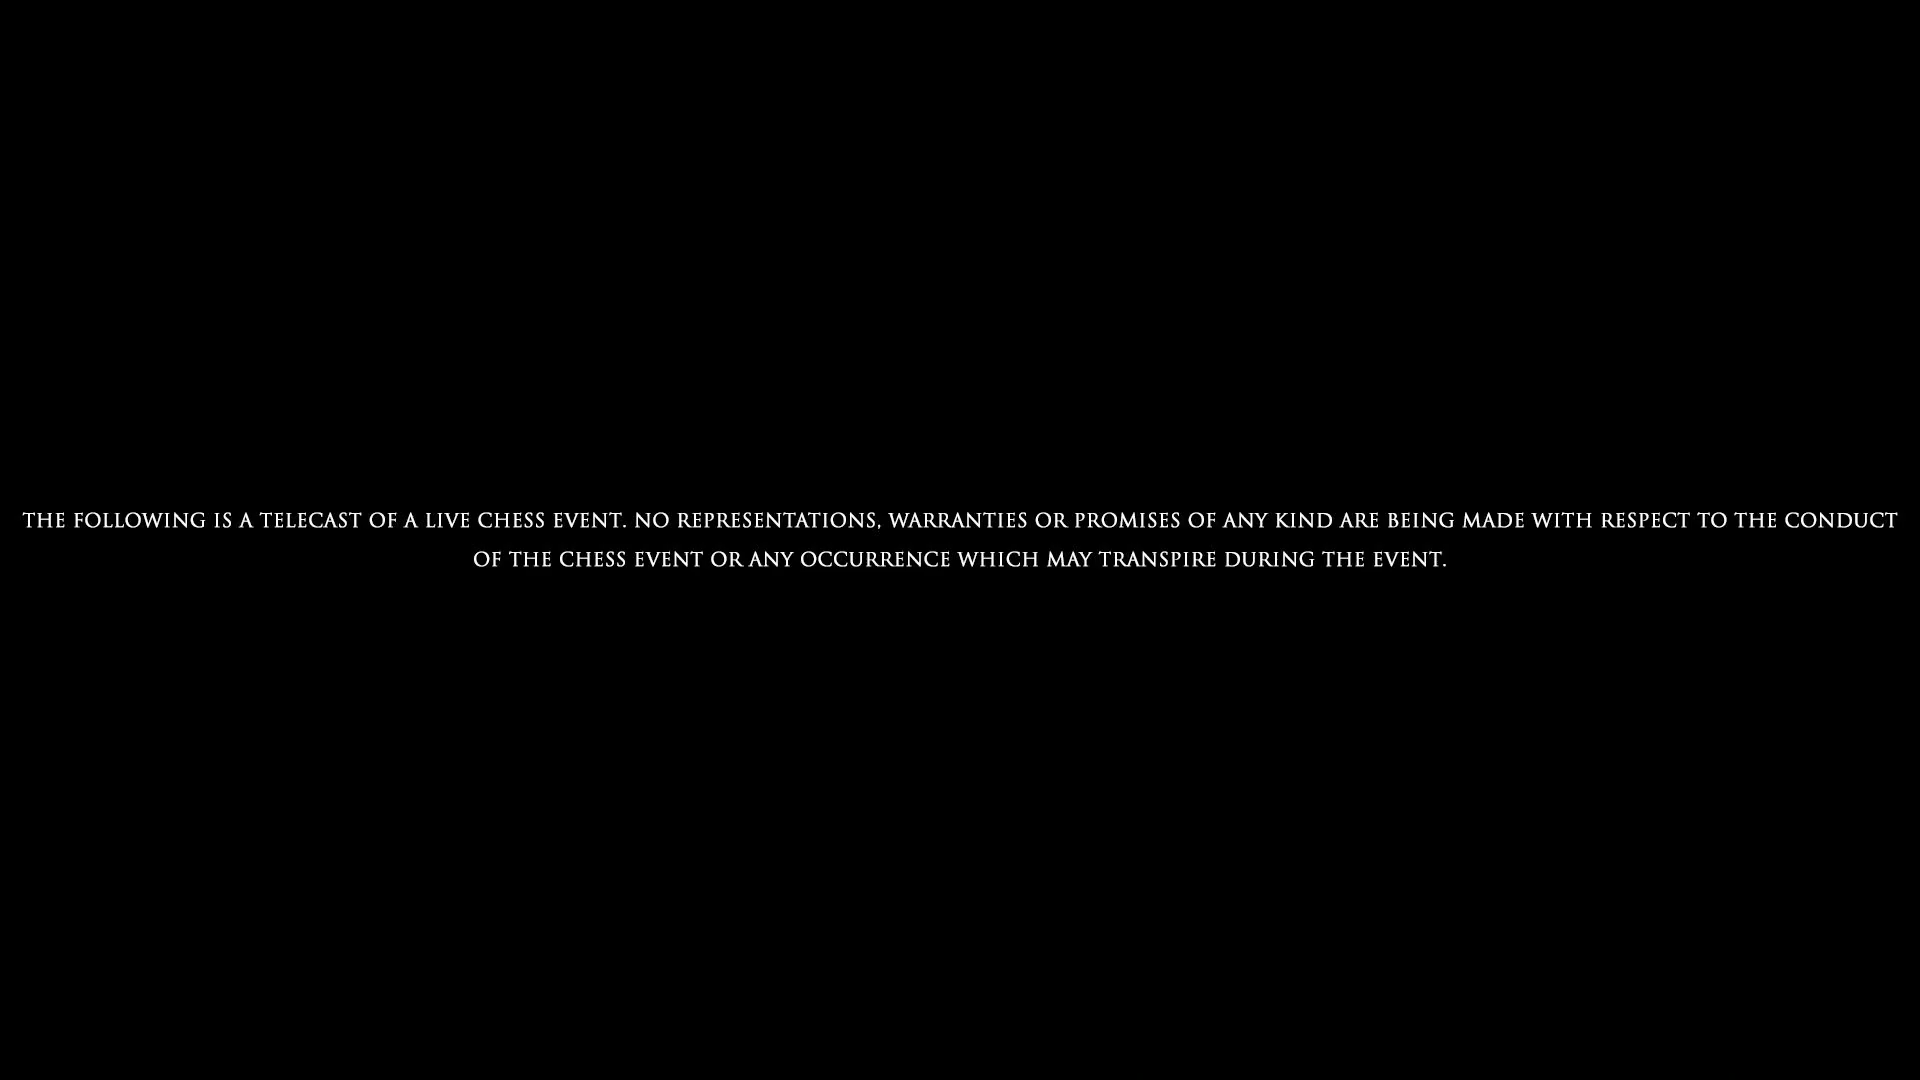 THE FOLLOWING IS A TELECAST OF A LIVE CHESS EVENT. NO REPRESENTATIONS, WARRANTIES OR PROMISES OF ANY KIND ARE BEING MADE WITH RESPECT TO THE CONDUCT
OF THE CHESS EVENT OR ANY OCCURRENCE WHICH MAY TRANSPIRE DURING THE EVENT.